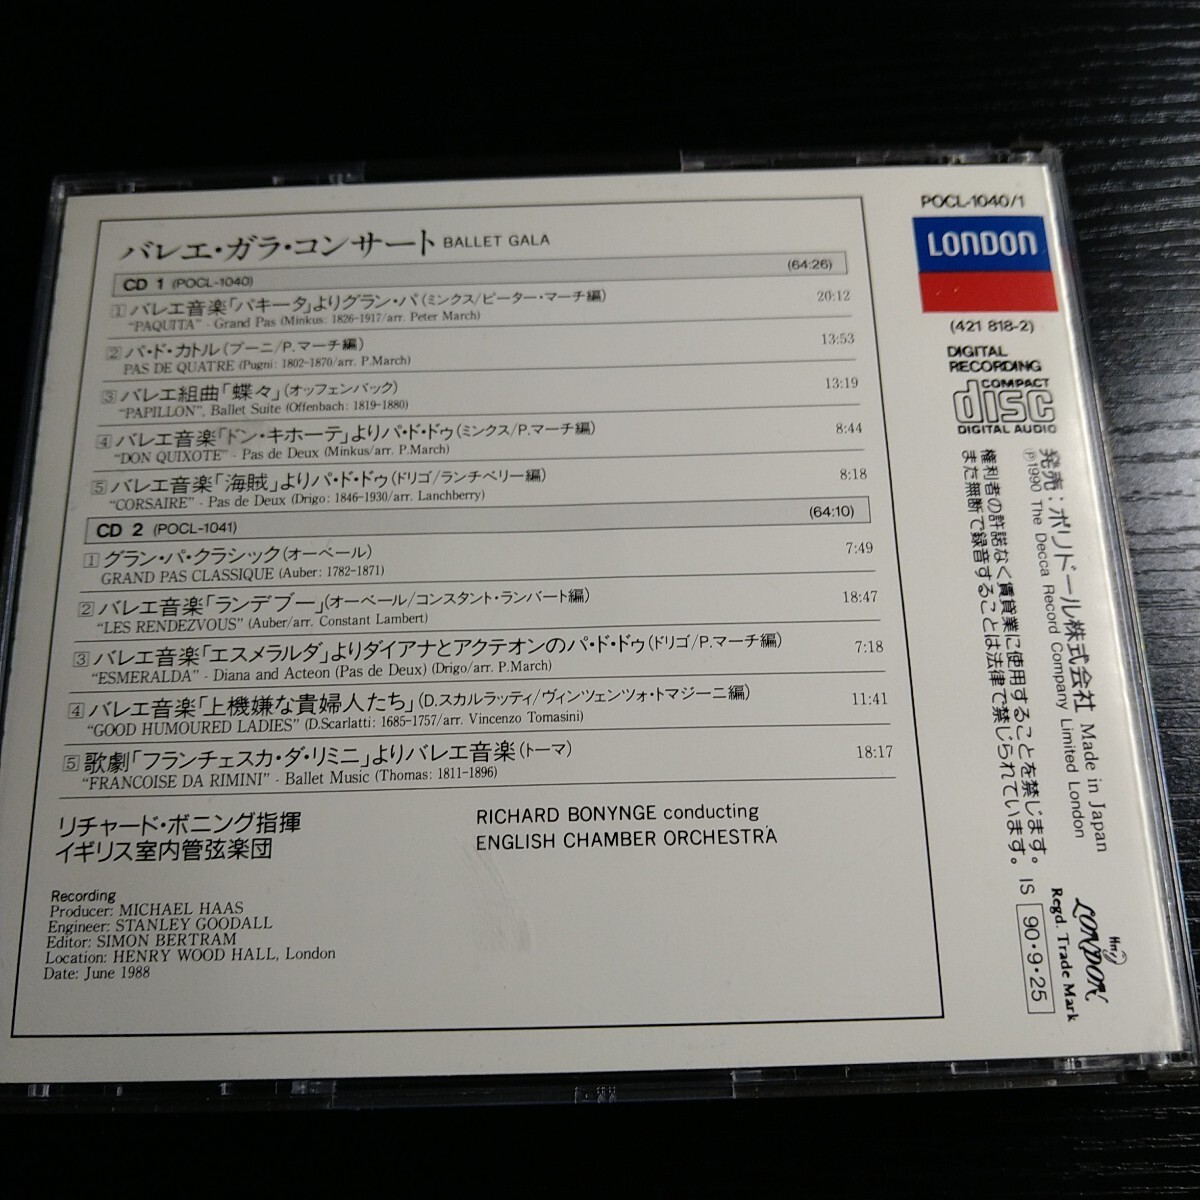 バレエ・ガラ・コンサート BALLET GALA
CD 1 (POCL-1040) (64:26)
1 バレエ音楽「パキータ」よりグラン・パ(ミンクス/ピーター・マーチ編) 20:12
"PAQUITA" - Grand Pas (Minkus: 1826-1917/arr. Peter March)
2 パ・ド・カトル(プーニ/P.マーチ編) 13:53
PAS DE QUATRE (Pugni: 1802-1870/arr. P.March)
3 バレエ組曲「蝶々」(オッフェンバック) 13:19
"PAPILLON", Ballet Suite (Offenbach: 1819-1880)
4 バレエ音楽「ドン・キホーテ」よりパ・ド・ドゥ(ミンクス/P.マーチ編) 8:44
"DON QUIXOTE" - Pas de Deux (Minkus/arr. P.March)
5 バレエ音楽「海賊」よりパ・ド・ドゥ(ドリゴ/ランチベリー編) 8:18
"CORSAIRE" - Pas de Deux (Drigo: 1846-1930/arr. Lanchberry)
CD 2 (POCL-1041) (64:10)
1 グラン・パ・クラシック(オーベール) 7:49
GRAND PAS CLASSIQUE (Auber: 1782-1871)
2 バレエ音楽「ランデブー」(オーベール/コンスタント・ランバート編) 18:47
"LES RENDEZVOUS" (Auber/arr. Constant Lambert)
3 バレエ音楽「エスメラルダ」よりダイアナとアクテオンのパ・ド・ドゥ(ドリゴ/P.マーチ編) 7:18
"ESMERALDA" - Diana and Acteon (Pas de Deux) (Drigo/arr. P.March)
4 バレエ音楽「上機嫌な貴婦人たち」(D.スカルラッティ/ヴィンツェンツォ・トマジーニ編) 11:41
"GOOD HUMOURED LADIES" (D.Scarlatti: 1685-1757/arr. Vincenzo Tomasini)
5 歌劇「フランチェスカ・ダ・リミニ」よりバレエ音楽(トーマ) 18:17
"FRANCOISE DA RIMINI" - Ballet Music (Thomas: 1811-1896)
リチャード・ボニング指揮
イギリス室内管弦楽団
RICHARD BONYNGE conducting
ENGLISH CHAMBER ORCHESTRA
Recording
Producer: MICHAEL HAAS
Engineer: STANLEY GOODALL
Editor: SIMON BERTRAM
Location: HENRY WOOD HALL, London
Date: June 1988
POCL-1040/1
LONDON
(421 818-2)
DIGITAL
RECORDING
COMPACT
disc
DIGITAL AUDIO
発売:ポリドール株式会社 Made in Japan
℗1990 The Decca Record Company Limited London
権利者の許諾なく賃貸業に使用することを禁じます。
また無断で録音することは法律で禁じられています。 IS 90・9・25
LONDON
Regd. Trade Mark